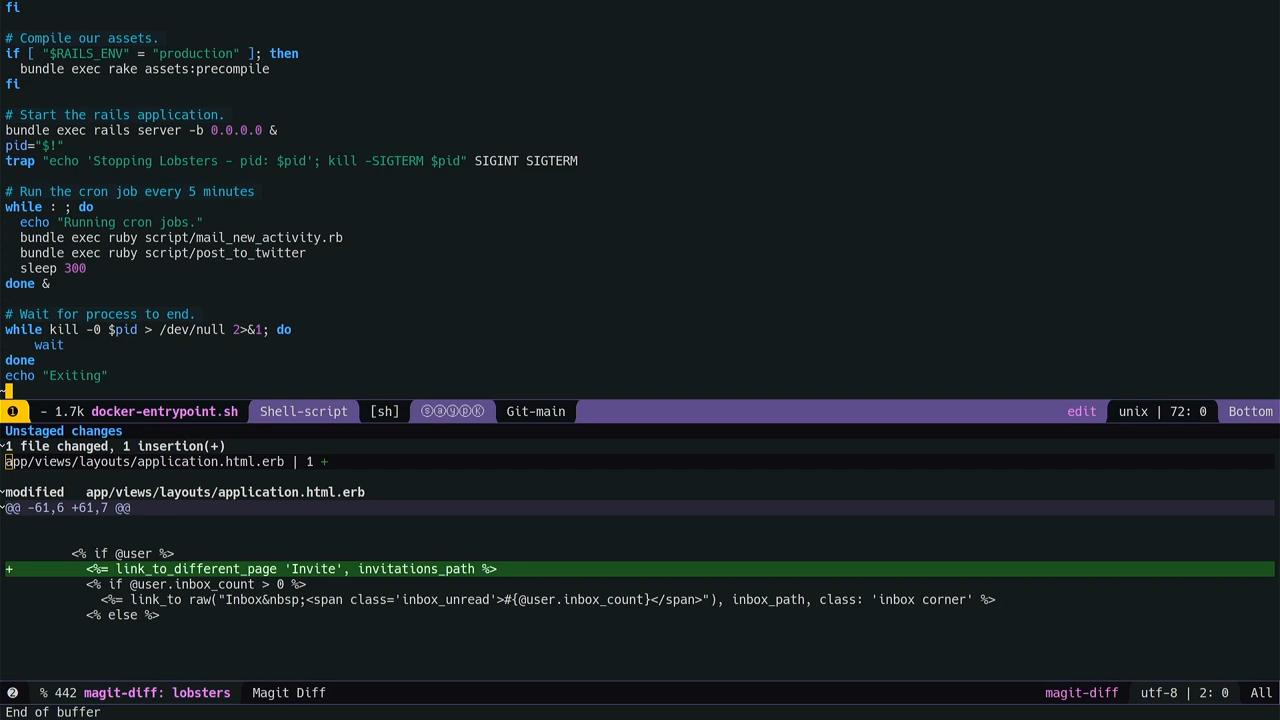 fi
# Compile our assets.
if [ "$RAILS_ENV" = "production" ]; then
  bundle exec rake assets:precompile
fi
# Start the rails application.
bundle exec rails server -b 0.0.0.0 &
pid="$!"
trap "echo 'Stopping Lobsters - pid: $pid'; kill -SIGTERM $pid" SIGINT SIGTERM
# Run the cron job every 5 minutes
while : ; do
  echo "Running cron jobs."
  bundle exec ruby script/mail_new_activity.rb
  bundle exec ruby script/post_to_twitter
  sleep 300
done &
# Wait for process to end.
while kill -0 $pid > /dev/null 2>&1; do
    wait
done
echo "Exiting"
~
❶ - 1.7k docker-entrypoint.sh Shell-script [sh] ⓢⓐⓨⓟⓚ Git-main edit unix | 72: 0 Bottom
Unstaged changes
1 file changed, 1 insertion(+)
app/views/layouts/application.html.erb | 1 +
modified   app/views/layouts/application.html.erb
@@ -61,6 +61,7 @@
         <% if @user %>
+          <%= link_to_different_page 'Invite', invitations_path %>
           <% if @user.inbox_count > 0 %>
             <%= link_to raw("Inbox&nbsp;<span class='inbox_unread'>#{@user.inbox_count}</span>"), inbox_path, class: 'inbox corner' %>
           <% else %>
❷ % 442 magit-diff: lobsters Magit Diff magit-diff utf-8 | 2: 0 All
End of buffer